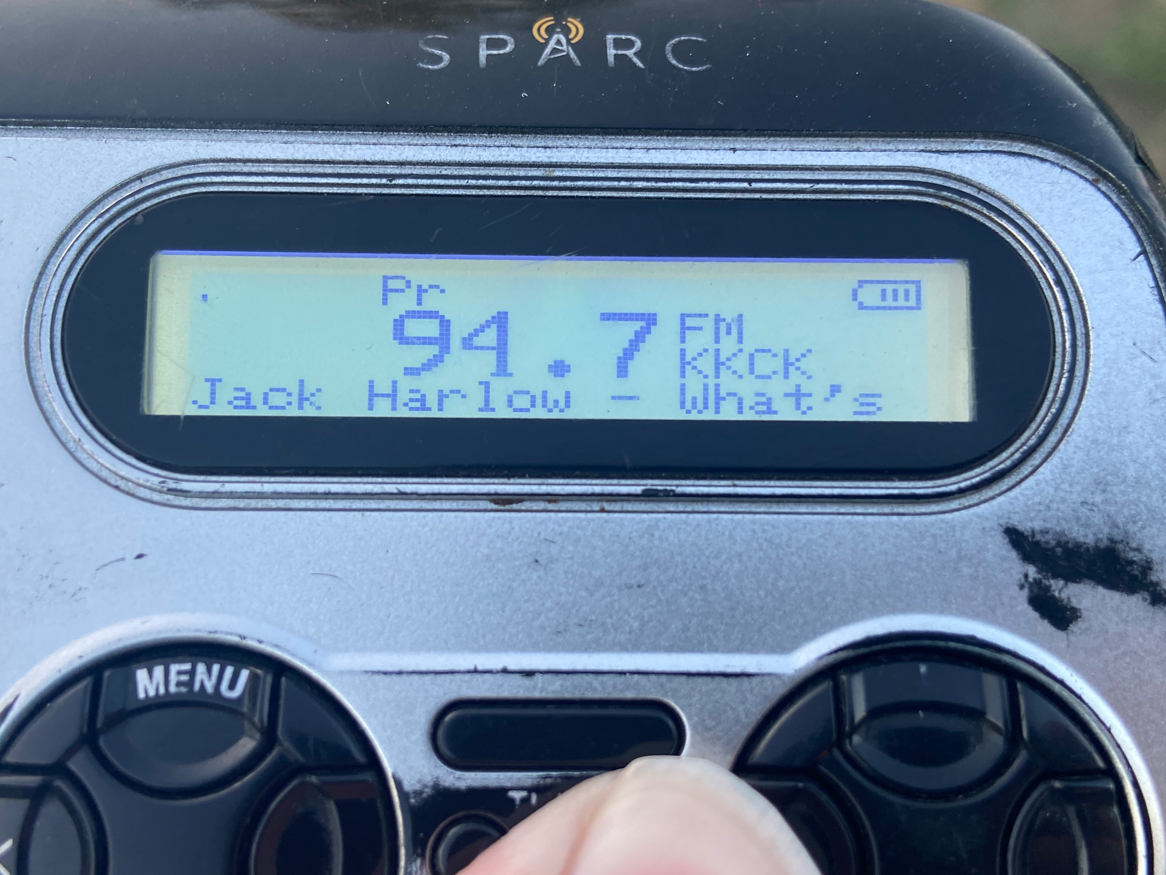 SPARC
Pr
94.7 FM
KKCK
Jack Harlow - What's
MENU